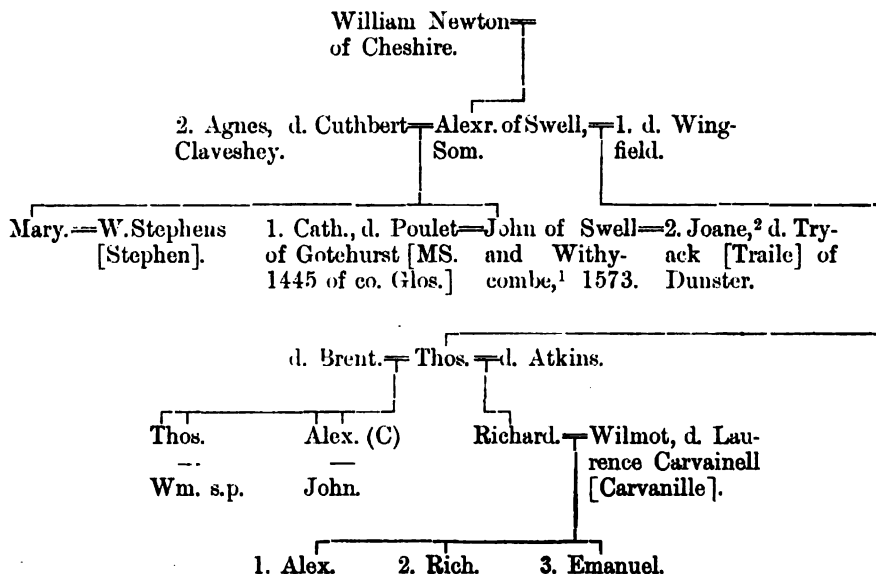 William Newton
of Cheshire.
2. Agnes, d. Cuthbert Alexr. of Swell, 1. d. Wing-
Claveshey. Som. field.
Mary. W. Stephens 1. Cath., d. Poulet John of Swell 2. Joane,² d. Try-
[Stephen]. of Gotehurst [MS. and Withy- ack [Traile] of
1445 of co. Glos.] combe,¹ 1573. Dunster.
d. Brent. Thos. d. Atkins.
Thos. Alex. (C) Richard. Wilmot, d. Lau-
rence Carvainell
Wm. s.p. John. [Carvanille].
1. Alex. 2. Rich. 3. Emanuel.